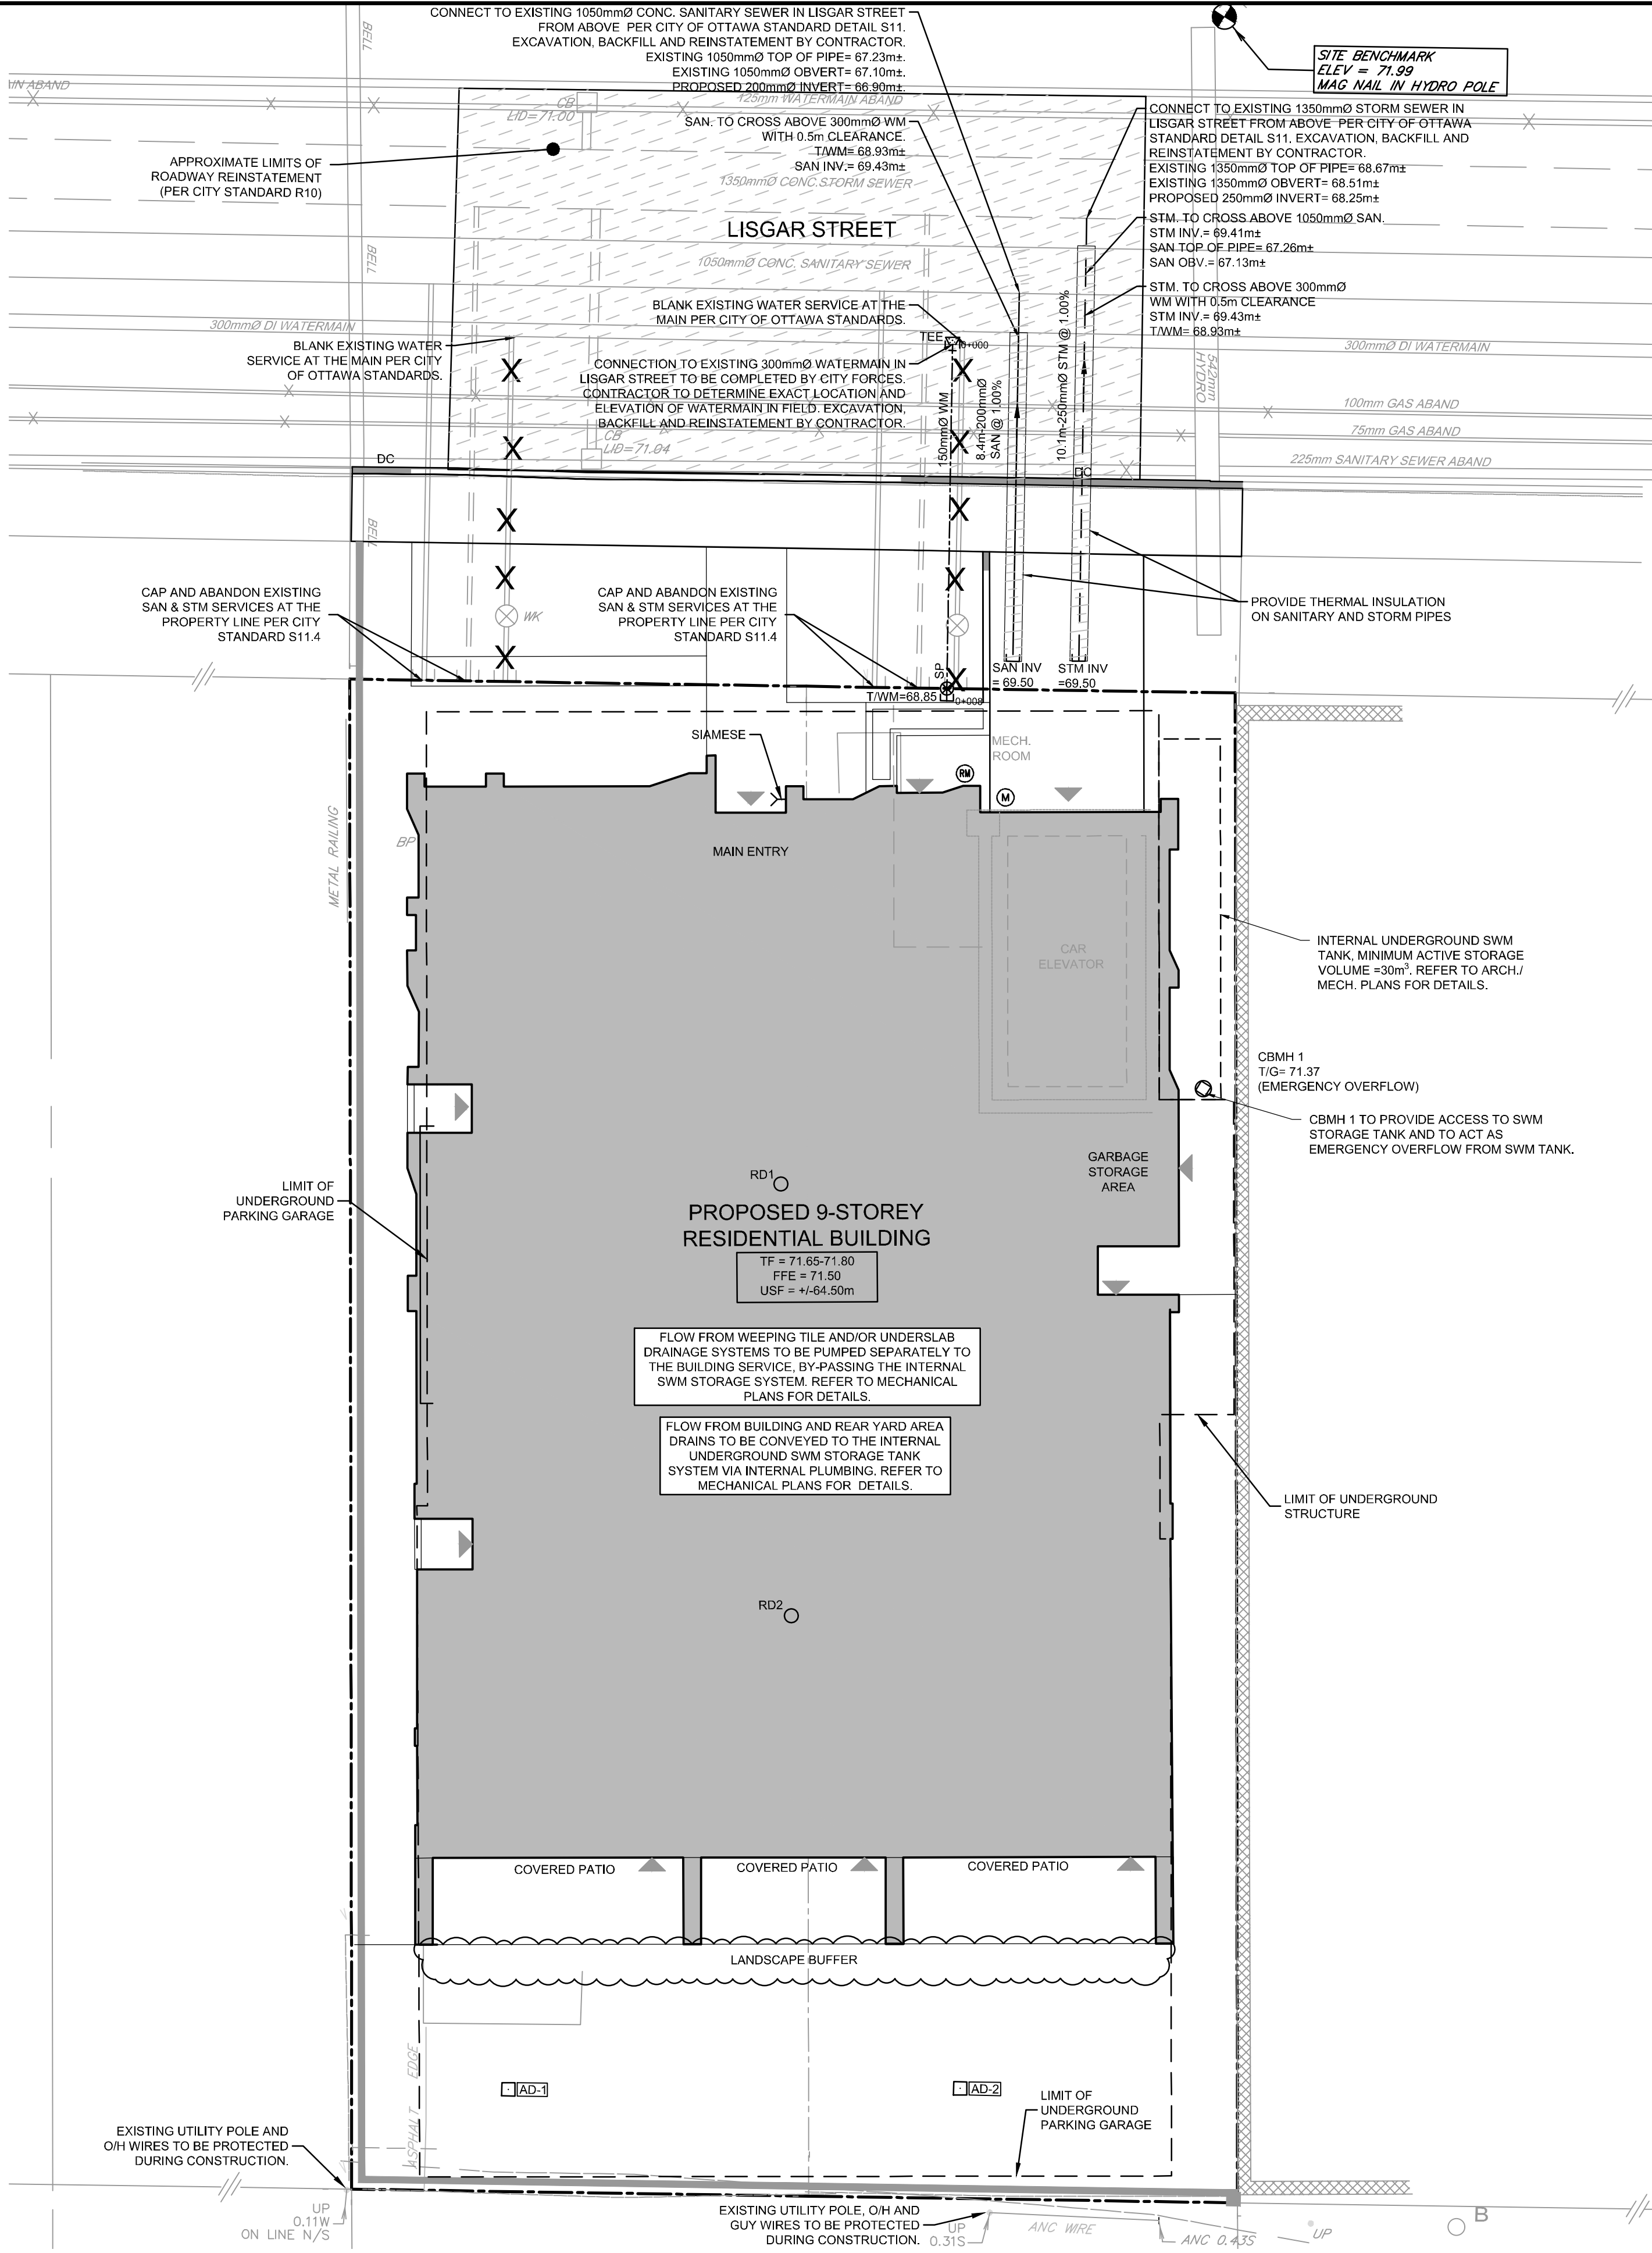 CONNECT TO EXISTING 1050mmØ CONC. SANITARY SEWER IN LISGAR STREET
FROM ABOVE PER CITY OF OTTAWA STANDARD DETAIL S11.
EXCAVATION, BACKFILL AND REINSTATEMENT BY CONTRACTOR.
EXISTING 1050mmØ TOP OF PIPE= 67.23m±.
EXISTING 1050mmØ OBVERT= 67.10m±.
PROPOSED 200mmØ INVERT= 66.90m±.
SITE BENCHMARK
ELEV = 71.99
MAG NAIL IN HYDRO POLE
BELL
CB
LID=71.00
125mm WATERMAIN ABAND
SAN. TO CROSS ABOVE 300mmØ WM
WITH 0.5m CLEARANCE.
T/WM= 68.93m±
SAN INV.= 69.43m±
CONNECT TO EXISTING 1350mmØ STORM SEWER IN
LISGAR STREET FROM ABOVE PER CITY OF OTTAWA
STANDARD DETAIL S11. EXCAVATION, BACKFILL AND
REINSTATEMENT BY CONTRACTOR.
EXISTING 1350mmØ TOP OF PIPE= 68.67m±
EXISTING 1350mmØ OBVERT= 68.51m±
PROPOSED 250mmØ INVERT= 68.25m±
APPROXIMATE LIMITS OF
ROADWAY REINSTATEMENT
(PER CITY STANDARD R10)
1350mmØ CONC.STORM SEWER
LISGAR STREET
STM. TO CROSS ABOVE 1050mmØ SAN.
STM INV.= 69.41m±
SAN TOP OF PIPE= 67.26m±
SAN OBV.= 67.13m±
BELL
1050mmØ CONC. SANITARY SEWER
STM. TO CROSS ABOVE 300mmØ
WM WITH 0.5m CLEARANCE
STM INV.= 69.43m±
T/WM= 68.93m±
BLANK EXISTING WATER SERVICE AT THE
MAIN PER CITY OF OTTAWA STANDARDS.
300mmØ DI WATERMAIN
BLANK EXISTING WATER
SERVICE AT THE MAIN PER CITY
OF OTTAWA STANDARDS.
TEE
0+000
300mmØ DI WATERMAIN
CONNECTION TO EXISTING 300mmØ WATERMAIN IN
LISGAR STREET TO BE COMPLETED BY CITY FORCES.
CONTRACTOR TO DETERMINE EXACT LOCATION AND
ELEVATION OF WATERMAIN IN FIELD. EXCAVATION,
BACKFILL AND REINSTATEMENT BY CONTRACTOR.
150mmØ WM
8.4m-200mmØ
SAN @ 1.00%
10.1m-250mmØ STM @ 1.00%
542mm
HYDRO
100mm GAS ABAND
75mm GAS ABAND
225mm SANITARY SEWER ABAND
CB
LID=71.04
DC
DC
BELL
CAP AND ABANDON EXISTING
SAN & STM SERVICES AT THE
PROPERTY LINE PER CITY
STANDARD S11.4
WK
CAP AND ABANDON EXISTING
SAN & STM SERVICES AT THE
PROPERTY LINE PER CITY
STANDARD S11.4
PROVIDE THERMAL INSULATION
ON SANITARY AND STORM PIPES
SP
SAN INV
= 69.50
STM INV
=69.50
T/WM=68.85
0+008
SIAMESE
MECH.
ROOM
RM
M
METAL RAILING
BP
MAIN ENTRY
CAR
ELEVATOR
INTERNAL UNDERGROUND SWM
TANK, MINIMUM ACTIVE STORAGE
VOLUME =30m³. REFER TO ARCH./
MECH. PLANS FOR DETAILS.
CBMH 1
T/G= 71.37
(EMERGENCY OVERFLOW)
CBMH 1 TO PROVIDE ACCESS TO SWM
STORAGE TANK AND TO ACT AS
EMERGENCY OVERFLOW FROM SWM TANK.
GARBAGE
STORAGE
AREA
LIMIT OF
UNDERGROUND
PARKING GARAGE
RD1
PROPOSED 9-STOREY
RESIDENTIAL BUILDING
TF = 71.65-71.80
FFE = 71.50
USF = +/-64.50m
FLOW FROM WEEPING TILE AND/OR UNDERSLAB
DRAINAGE SYSTEMS TO BE PUMPED SEPARATELY TO
THE BUILDING SERVICE, BY-PASSING THE INTERNAL
SWM STORAGE SYSTEM. REFER TO MECHANICAL
PLANS FOR DETAILS.
FLOW FROM BUILDING AND REAR YARD AREA
DRAINS TO BE CONVEYED TO THE INTERNAL
UNDERGROUND SWM STORAGE TANK
SYSTEM VIA INTERNAL PLUMBING. REFER TO
MECHANICAL PLANS FOR DETAILS.
LIMIT OF UNDERGROUND
STRUCTURE
RD2
COVERED PATIO
COVERED PATIO
COVERED PATIO
LANDSCAPE BUFFER
ASPHALT EDGE
AD-1
AD-2
LIMIT OF
UNDERGROUND
PARKING GARAGE
EXISTING UTILITY POLE AND
O/H WIRES TO BE PROTECTED
DURING CONSTRUCTION.
UP
0.11W
ON LINE N/S
EXISTING UTILITY POLE, O/H AND
GUY WIRES TO BE PROTECTED
DURING CONSTRUCTION.
UP
0.31S
ANC WIRE
ANC 0.43S
UP
B